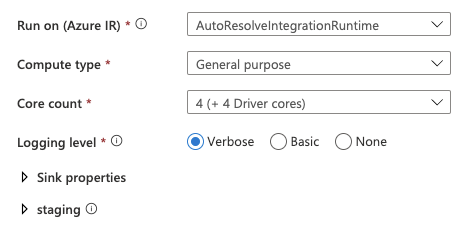 Run on (Azure IR) * AutoResolveIntegrationRuntime
Compute type * General purpose
Core count * 4 (+ 4 Driver cores)
Logging level * Verbose Basic None
Sink properties
staging